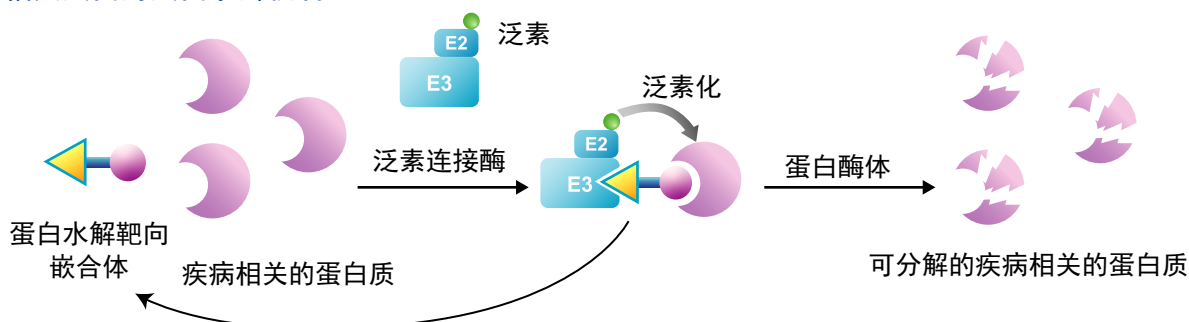 E2
泛素
E3
泛素化
E2
泛素连接酶
E3
蛋白酶体
蛋白水解靶向
嵌合体
疾病相关的蛋白质
可分解的疾病相关的蛋白质